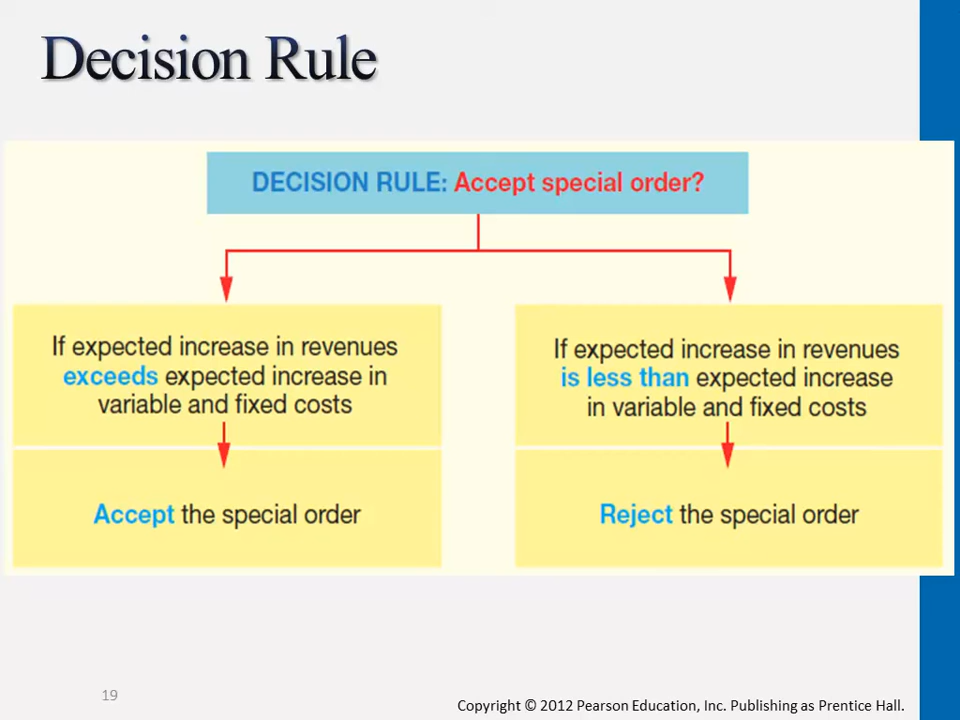 Decision Rule
DECISION RULE: Accept special order?
If expected increase in revenues
exceeds expected increase in
variable and fixed costs
Accept the special order
If expected increase in revenues
is less than expected increase
in variable and fixed costs
Reject the special order
19
Copyright © 2012 Pearson Education, Inc. Publishing as Prentice Hall.